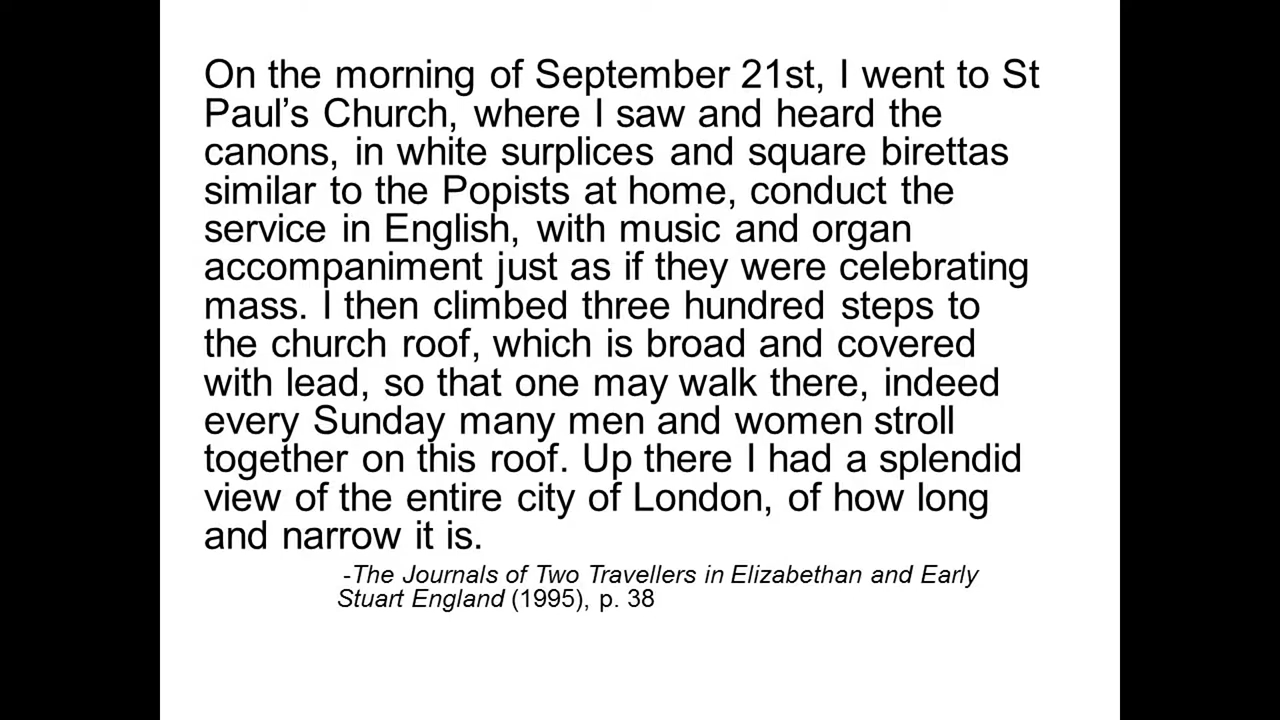 On the morning of September 21st, I went to St
Paul’s Church, where I saw and heard the
canons, in white surplices and square birettas
similar to the Popists at home, conduct the
service in English, with music and organ
accompaniment just as if they were celebrating
mass. I then climbed three hundred steps to
the church roof, which is broad and covered
with lead, so that one may walk there, indeed
every Sunday many men and women stroll
together on this roof. Up there I had a splendid
view of the entire city of London, of how long
and narrow it is.
-The Journals of Two Travellers in Elizabethan and Early
Stuart England (1995), p. 38